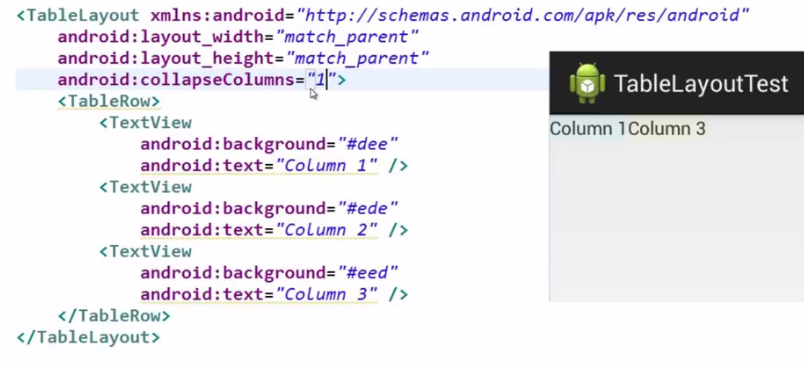 <TableLayout xmlns:android="http://schemas.android.com/apk/res/android"
android:layout_width="match_parent"
android:layout_height="match_parent"
android:collapseColumns="1">
<TableRow>
<TextView
android:background="#dee"
android:text="Column 1" />
<TextView
android:background="#ede"
android:text="Column 2" />
<TextView
android:background="#eed"
android:text="Column 3" />
</TableRow>
</TableLayout>
TableLayoutTest
Column 1Column 3